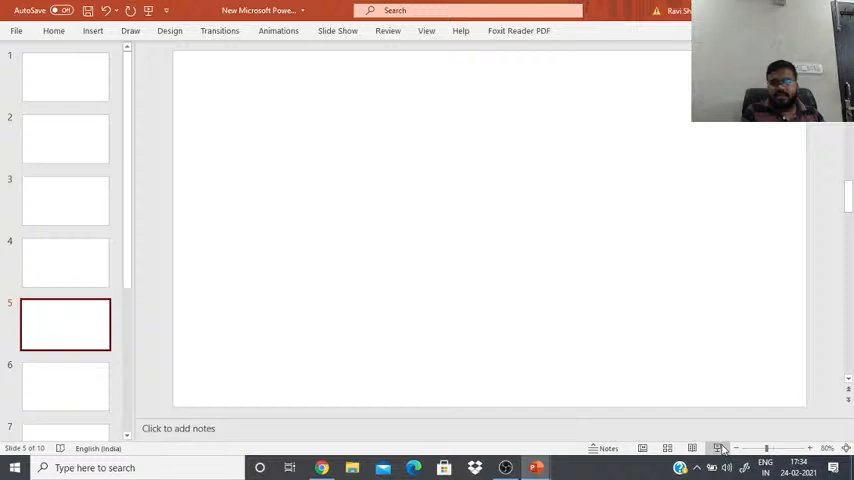 AutoSave Off New Microsoft Powe... Search Ravi Sh
File Home Insert Draw Design Transitions Animations Slide Show Review View Help Foxit Reader PDF
1
2
3
4
5
6
7
Click to add notes
Slide 5 of 10 English (India) Notes 80%
Type here to search
ENG
IN
17:34
24-02-2021